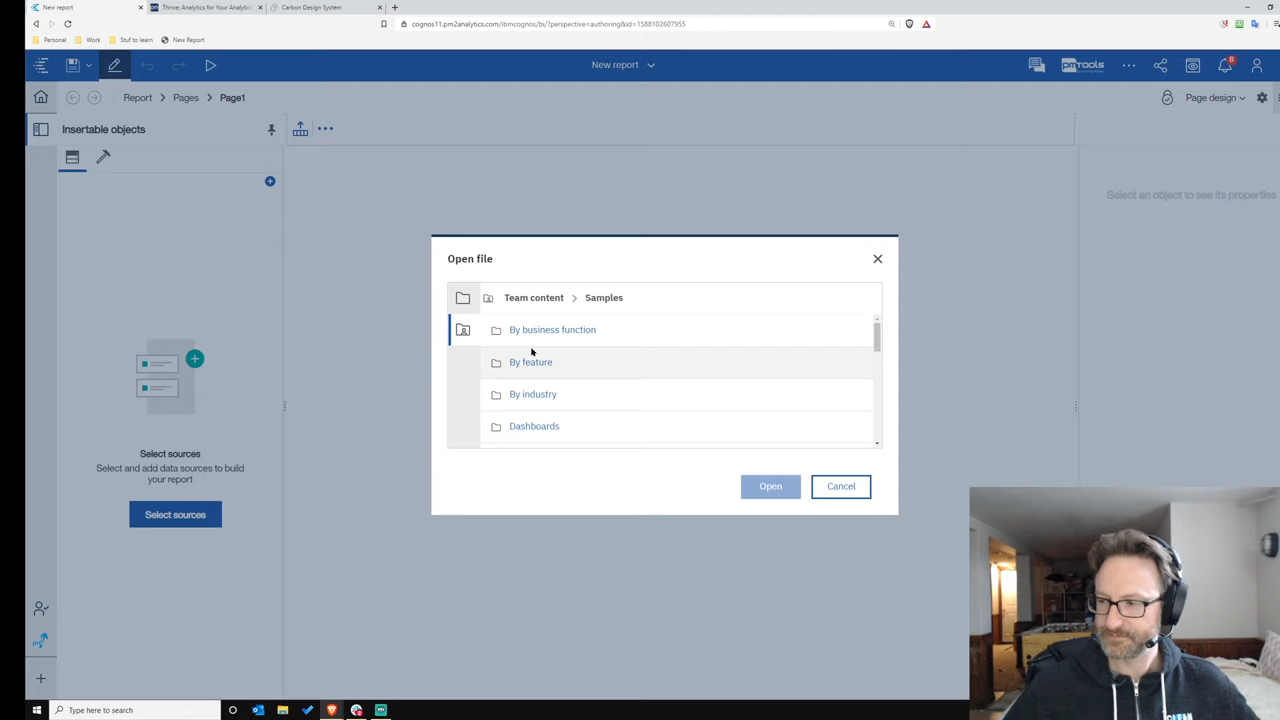 New report
Thrive: Analytics for Your Analytics
Carbon Design System
cognos11.pm2analytics.com/ibmcognos/bi/?perspective=authoring&id=1588102607955
Personal
Work
Stuf to learn
New Report
New report
pmTools
8
Report
Pages
Page1
Page design
Insertable objects
Select an object to see its properties
Open file
Team content > Samples
By business function
By feature
By industry
Dashboards
Open
Cancel
Select sources
Select and add data sources to build
your report
Select sources
Type here to search